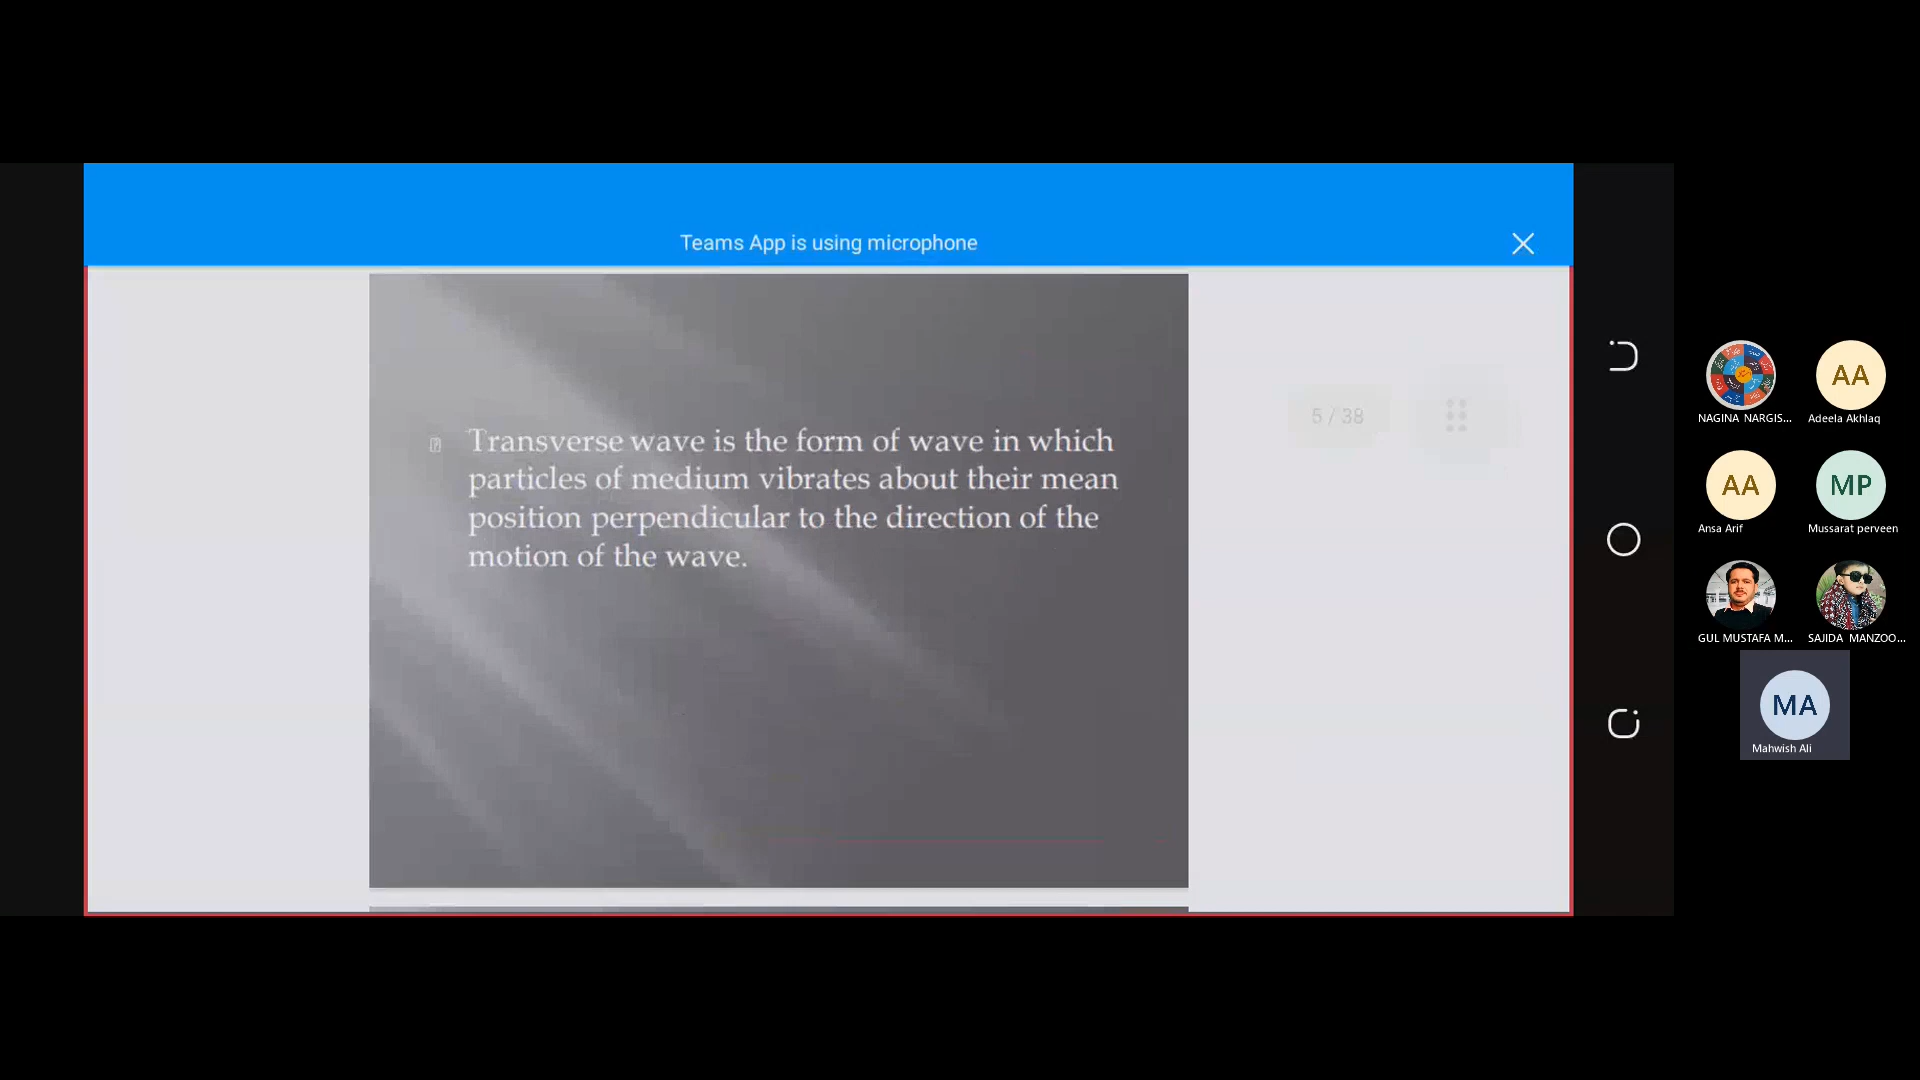 Teams App is using microphone
5 / 38
Transverse wave is the form of wave in which
particles of medium vibrates about their mean
position perpendicular to the direction of the
motion of the wave.
NAGINA NARGIS...
AA
Adeela Akhlaq
AA
Ansa Arif
MP
Mussarat perveen
GUL MUSTAFA M...
SAJIDA MANZOO...
MA
Mahwish Ali